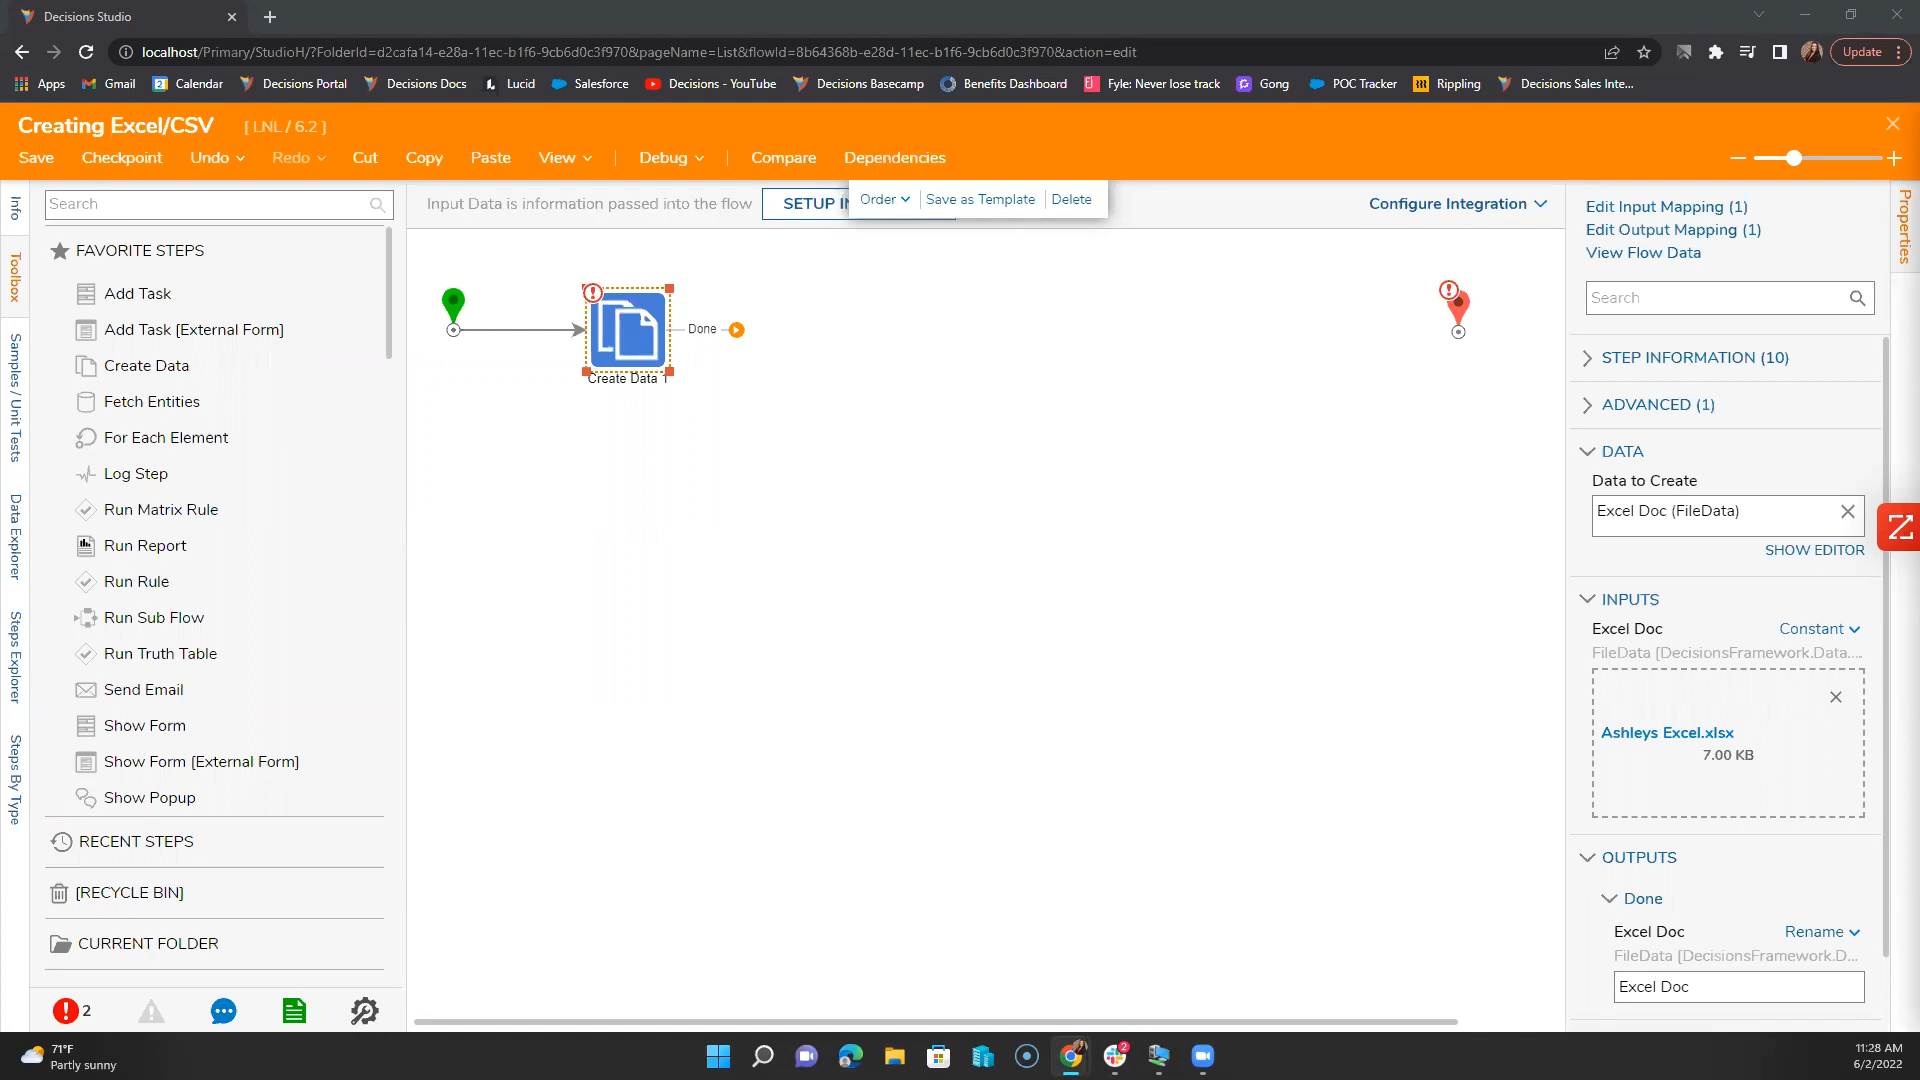 Decisions Studio
localhost/Primary/StudioH/?FolderId=d2cafa14-e28a-11ec-b1f6-9cb6d0c3f970&pageName=List&flowId=8b64368b-e28d-11ec-b1f6-9cb6d0c3f970&action=edit
Update
Apps
Gmail
Calendar
Decisions Portal
Decisions Docs
Lucid
Salesforce
Decisions - YouTube
Decisions Basecamp
Benefits Dashboard
Fyle: Never lose track
Gong
POC Tracker
Rippling
Decisions Sales Inte...
Creating Excel/CSV [ LNL / 6.2 ]
Save Checkpoint Undo Redo Cut Copy Paste View Debug Compare Dependencies
Order Save as Template Delete
Info
Toolbox
Samples / Unit Tests
Data Explorer
Steps Explorer
Steps By Type
Search
FAVORITE STEPS
Add Task
Add Task [External Form]
Create Data
Fetch Entities
For Each Element
Log Step
Run Matrix Rule
Run Report
Run Rule
Run Sub Flow
Run Truth Table
Send Email
Show Form
Show Form [External Form]
Show Popup
RECENT STEPS
[RECYCLE BIN]
CURRENT FOLDER
2
Input Data is information passed into the flow
SETUP
Configure Integration
Done
Create Data 1
Properties
Edit Input Mapping (1)
Edit Output Mapping (1)
View Flow Data
Search
STEP INFORMATION (10)
ADVANCED (1)
DATA
Data to Create
Excel Doc (FileData)
SHOW EDITOR
INPUTS
Excel Doc Constant
FileData [DecisionsFramework.Data....
Ashleys Excel.xlsx
7.00 KB
OUTPUTS
Done
Excel Doc Rename
FileData [DecisionsFramework.D...
Excel Doc
71°F
Partly sunny
2
11:28 AM
6/2/2022